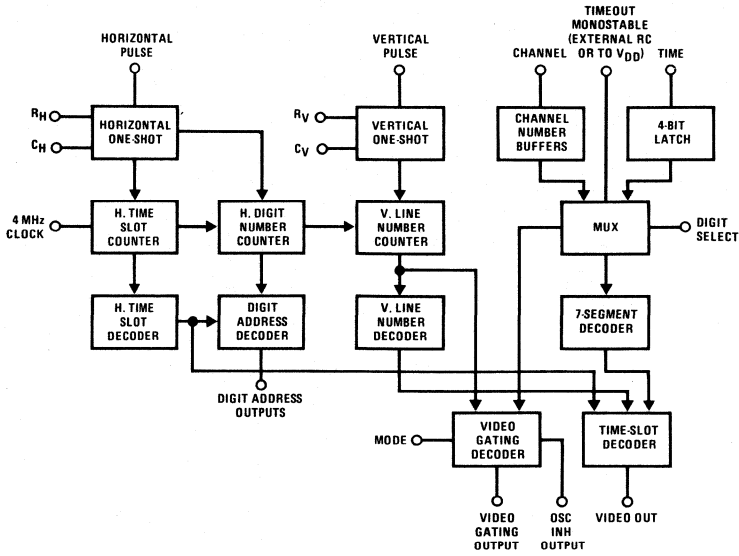 HORIZONTAL
PULSE
VERTICAL
PULSE
CHANNEL
TIMEOUT
MONOSTABLE
(EXTERNAL RC
OR TO VDD)
TIME
RH
CH
HORIZONTAL
ONE-SHOT
RV
CV
VERTICAL
ONE-SHOT
CHANNEL
NUMBER
BUFFERS
4-BIT
LATCH
4 MHz
CLOCK
H. TIME
SLOT
COUNTER
H. DIGIT
NUMBER
COUNTER
V. LINE
NUMBER
COUNTER
MUX
DIGIT
SELECT
H. TIME
SLOT
DECODER
DIGIT
ADDRESS
DECODER
V. LINE
NUMBER
DECODER
7-SEGMENT
DECODER
DIGIT ADDRESS
OUTPUTS
MODE
VIDEO
GATING
DECODER
TIME-SLOT
DECODER
VIDEO
GATING
OUTPUT
OSC
INH
OUTPUT
VIDEO OUT